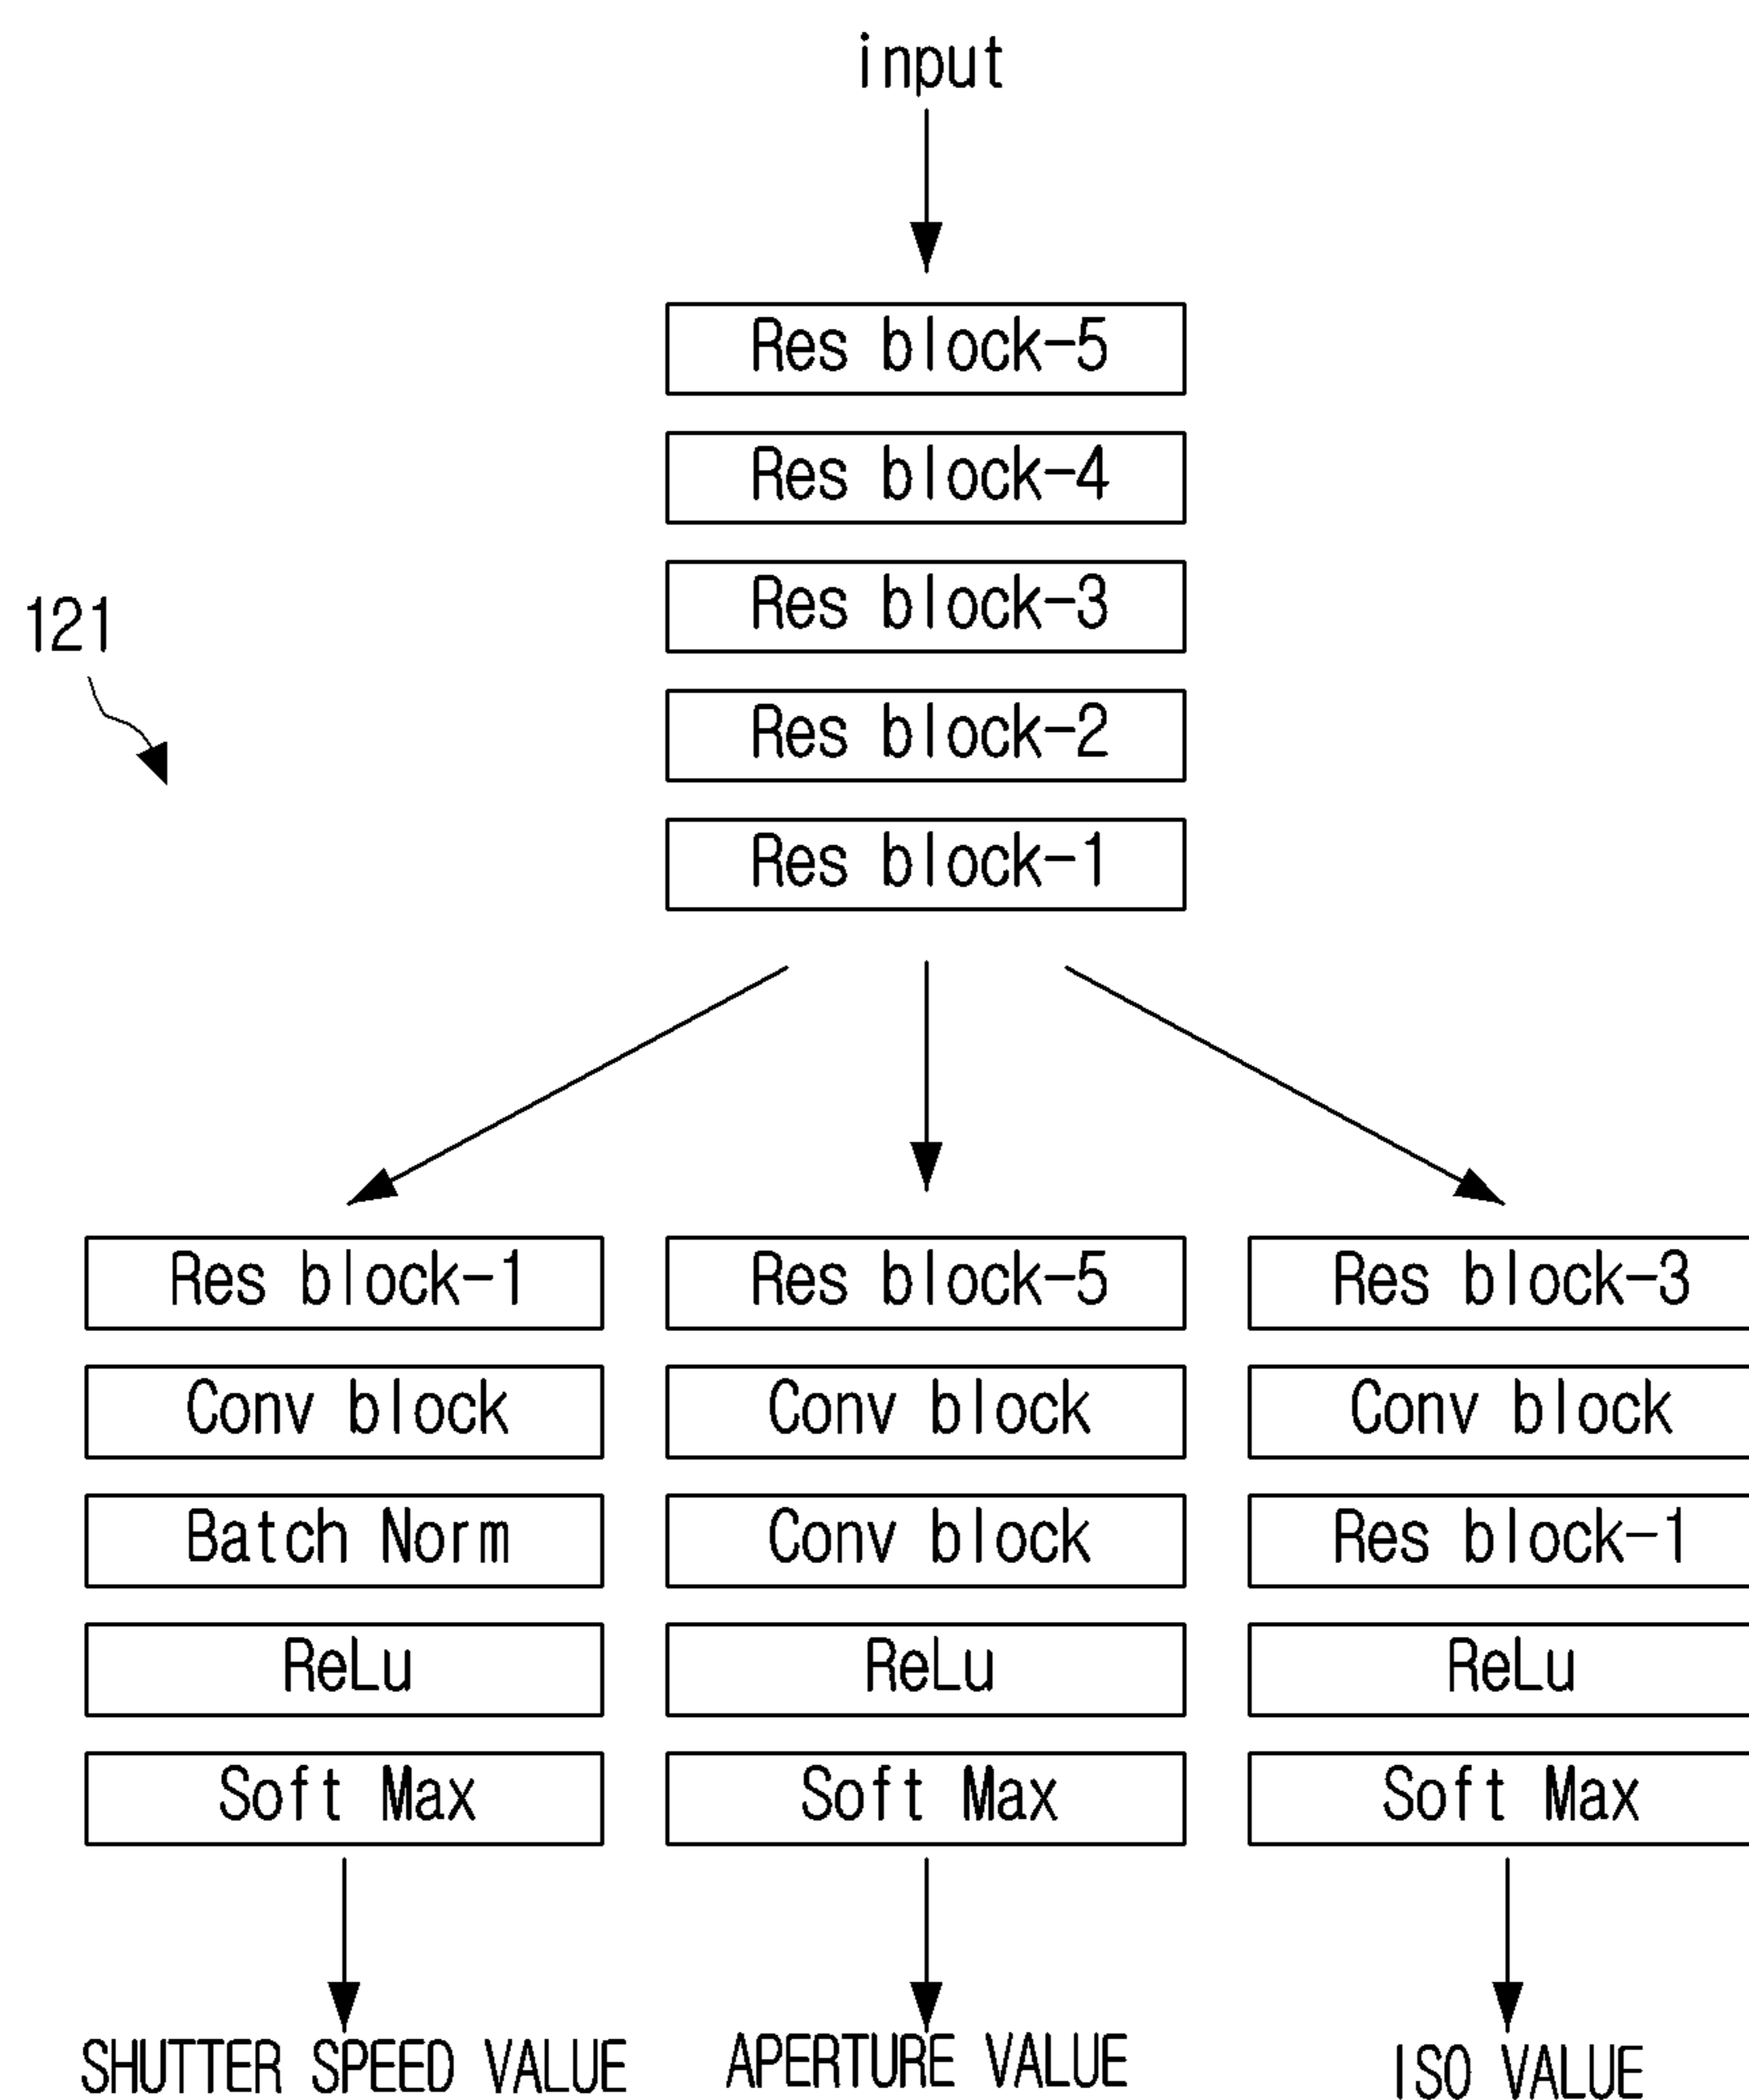 input
Res block-5
Res block-4
Res block-3
121
Res block-2
Res block-1
Res block-1
Conv block
Batch Norm
ReLu
Soft Max
SHUTTER SPEED VALUE
Res block-5
Conv block
Conv block
ReLu
Soft Max
APERTURE VALUE
Res block-3
Conv block
Res block-1
ReLu
Soft Max
ISO VALUE